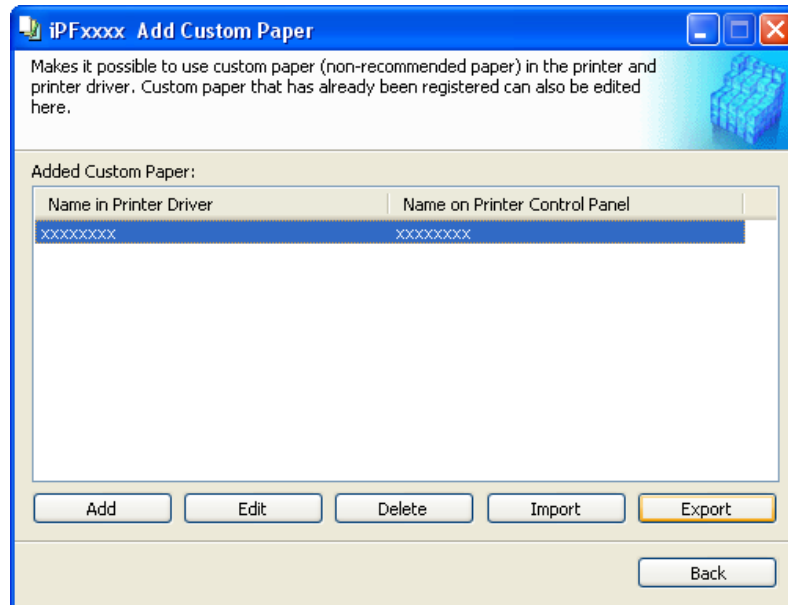 iPFxxxx Add Custom Paper
Makes it possible to use custom paper (non-recommended paper) in the printer and
printer driver. Custom paper that has already been registered can also be edited
here.
Added Custom Paper:
Name in Printer Driver Name on Printer Control Panel
xxxxxxxx xxxxxxxx
Add Edit Delete Import Export
Back